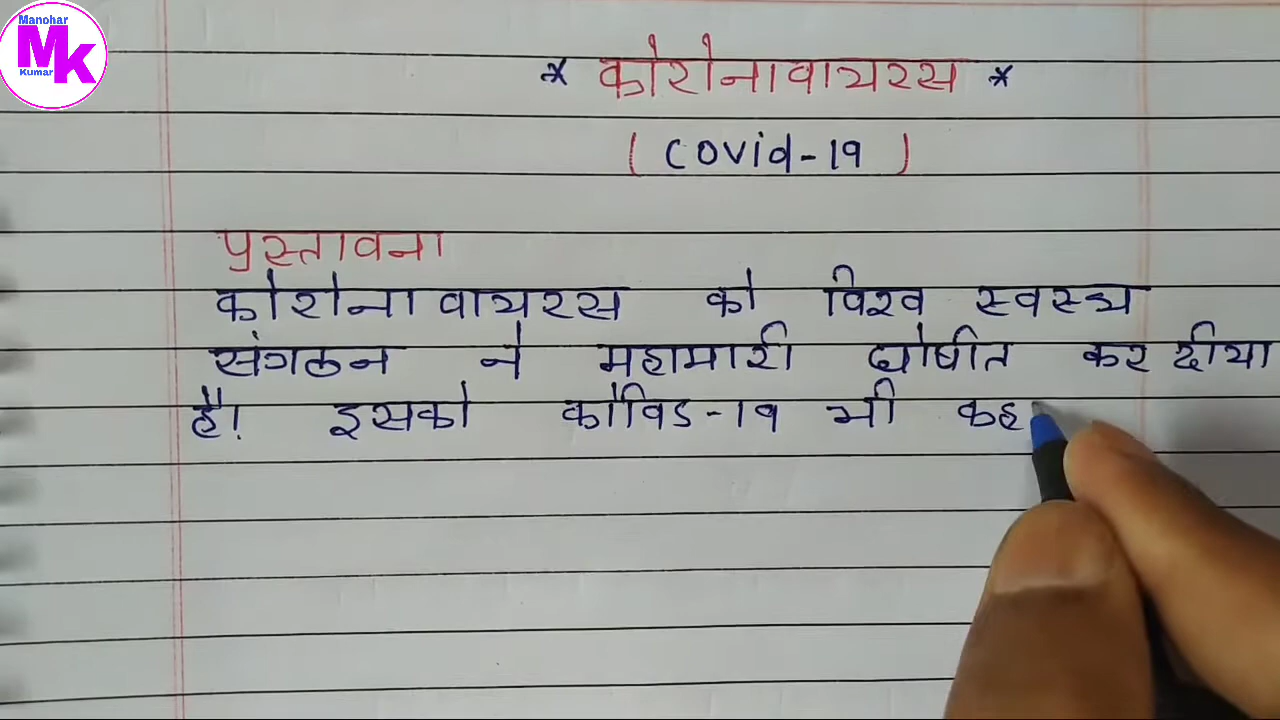 Manohar
MK
Kumar
* कोरोनावायरस *
(COVid-19)
प्रस्तावना
कोरोनावायरस को विश्व स्वस्थ्य
संगठन ने महामारी घोषीत कर दीया
है! इसको कोविड-19 भी कह